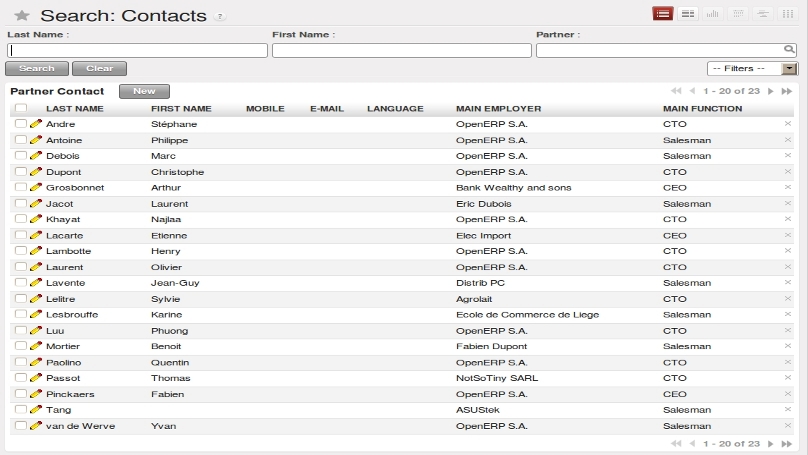 Search: Contacts ?
Last Name : First Name : Partner :
Search Clear -- Filters --
Partner Contact New 1 - 20 of 23
LAST NAME FIRST NAME MOBILE E-MAIL LANGUAGE MAIN EMPLOYER MAIN FUNCTION
Andre Stéphane OpenERP S.A. CTO
Antoine Philippe OpenERP S.A. Salesman
Debois Marc OpenERP S.A. Salesman
Dupont Christophe OpenERP S.A. CTO
Grosbonnet Arthur Bank Wealthy and sons CEO
Jacot Laurent Eric Dubois Salesman
Khayat Najlaa OpenERP S.A. CTO
Lacarte Etienne Elec Import CEO
Lambotte Henry OpenERP S.A. CTO
Laurent Olivier OpenERP S.A. CTO
Lavente Jean-Guy Distrib PC Salesman
Lelitre Sylvie Agrolait CTO
Lesbrouffe Karine Ecole de Commerce de Liege Salesman
Luu Phuong OpenERP S.A. CTO
Mortier Benoit Fabien Dupont Salesman
Paolino Quentin OpenERP S.A. CTO
Passot Thomas NotSoTiny SARL CTO
Pinckaers Fabien OpenERP S.A. CEO
Tang ASUStek Salesman
van de Werve Yvan OpenERP S.A. Salesman
1 - 20 of 23